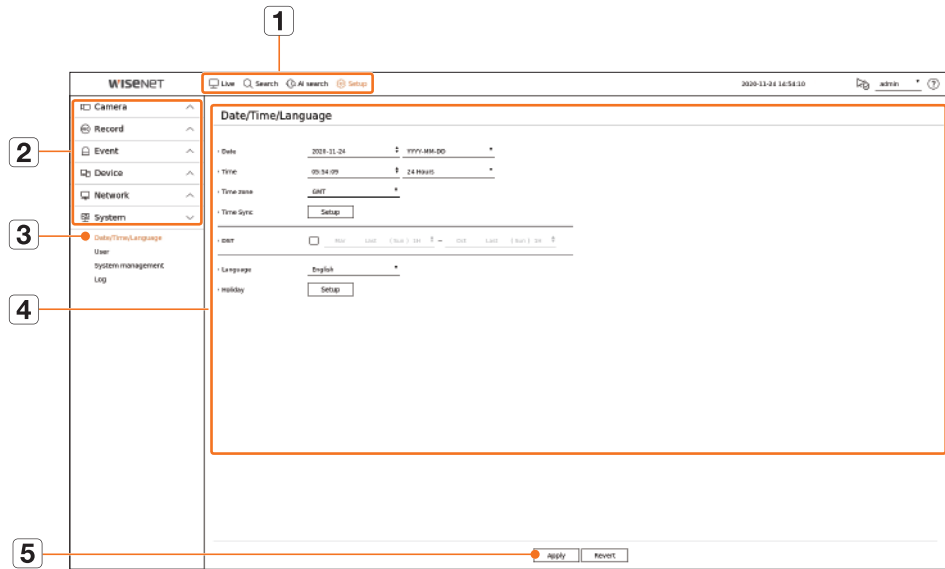 1
WISENET Live Search AI search Setup 2020-11-24 14:54:10 admin ?
Camera
Record
Event
Device
Network
System
Date/Time/Language
User
System management
Log
2
3
4
5
Date/Time/Language
· Date 2020-11-24 YYYY-MM-DD
· Time 05:54:09 24 Hours
· Time zone GMT
· Time Sync Setup
· DST Mar Last (Sun) 1H – Oct Last (Sun) 1H
· Language English
· Holiday Setup
Apply Revert